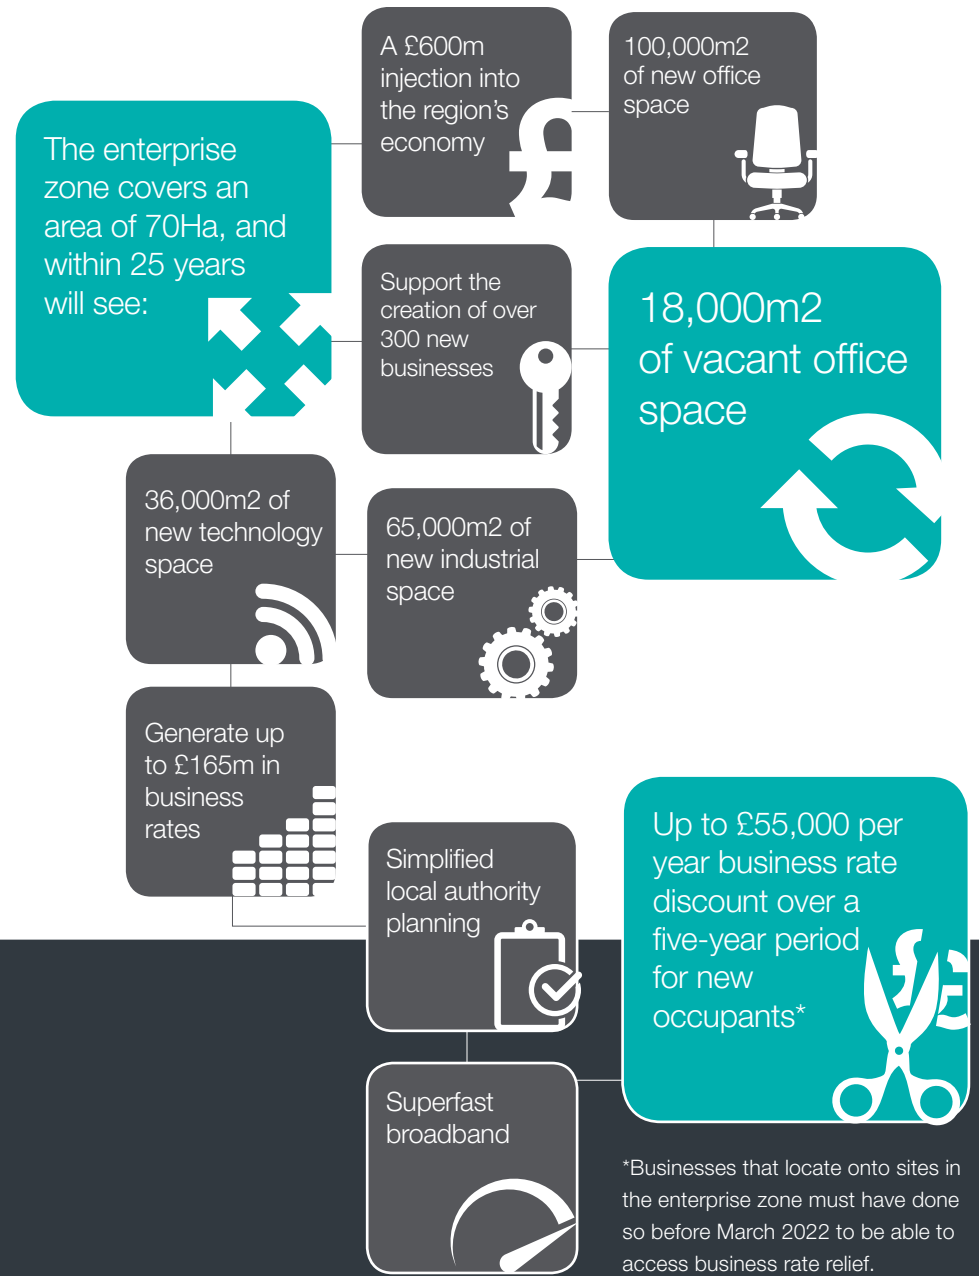 The enterprise
zone covers an
area of 70Ha, and
within 25 years
will see:
A £600m
injection into
the region’s
economy
100,000m2
of new office
space
Support the
creation of over
300 new
businesses
18,000m2
of vacant office
space
36,000m2 of
new technology
space
65,000m2 of
new industrial
space
Generate up
to £165m in
business
rates
Simplified
local authority
planning
Up to £55,000 per
year business rate
discount over a
five-year period
for new
occupants*
Superfast
broadband
*Businesses that locate onto sites in
the enterprise zone must have done
so before March 2022 to be able to
access business rate relief.